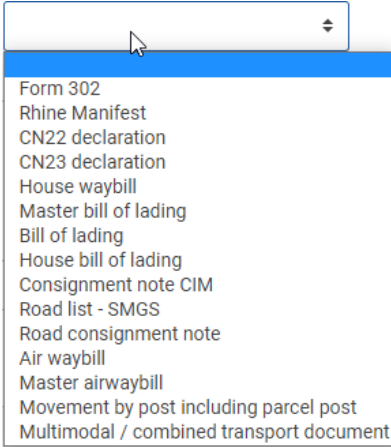 Form 302
Rhine Manifest
CN22 declaration
CN23 declaration
House waybill
Master bill of lading
Bill of lading
House bill of lading
Consignment note CIM
Road list - SMGS
Road consignment note
Air waybill
Master airwaybill
Movement by post including parcel post
Multimodal / combined transport document